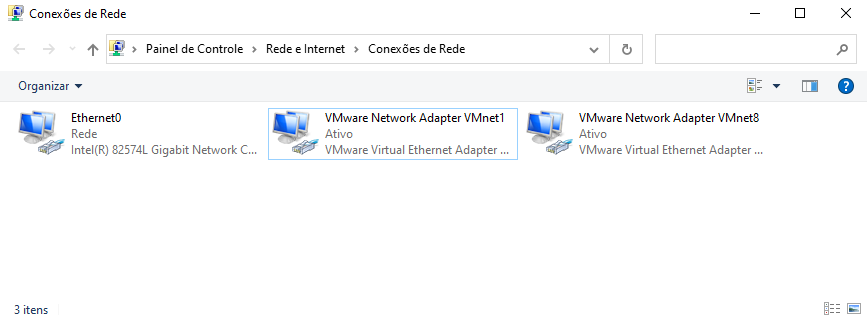 Conexões de Rede
Painel de Controle > Rede e Internet > Conexões de Rede
Organizar
Ethernet0
Rede
Intel(R) 82574L Gigabit Network C...
VMware Network Adapter VMnet1
Ativo
VMware Virtual Ethernet Adapter ...
VMware Network Adapter VMnet8
Ativo
VMware Virtual Ethernet Adapter ...
3 itens